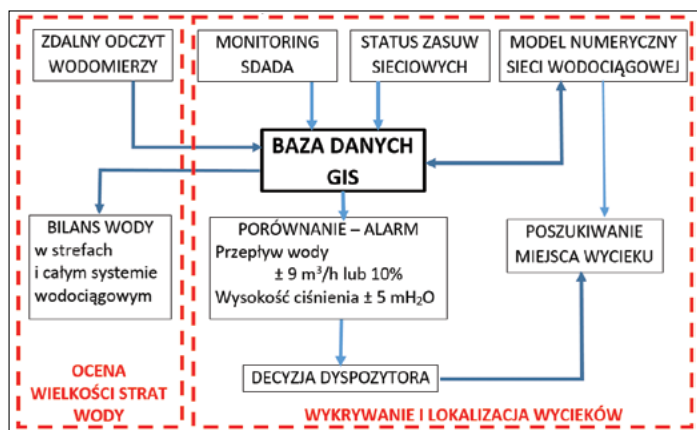 ZDALNY ODCZYT
WODOMIERZY
MONITORING
SDADA
STATUS ZASUW
SIECIOWYCH
MODEL NUMERYCZNY
SIECI WODOCIĄGOWEJ
BAZA DANYCH
GIS
BILANS WODY
w strefach
i całym systemie
wodociągowym
PORÓWNANIE – ALARM
Przepływ wody
± 9 m³/h lub 10%
Wysokość ciśnienia ± 5 mH₂O
POSZUKIWANIE
MIEJSCA WYCIEKU
DECYZJA DYSPOZYTORA
OCENA
WIELKOŚCI STRAT
WODY
WYKRYWANIE I LOKALIZACJA WYCIEKÓW